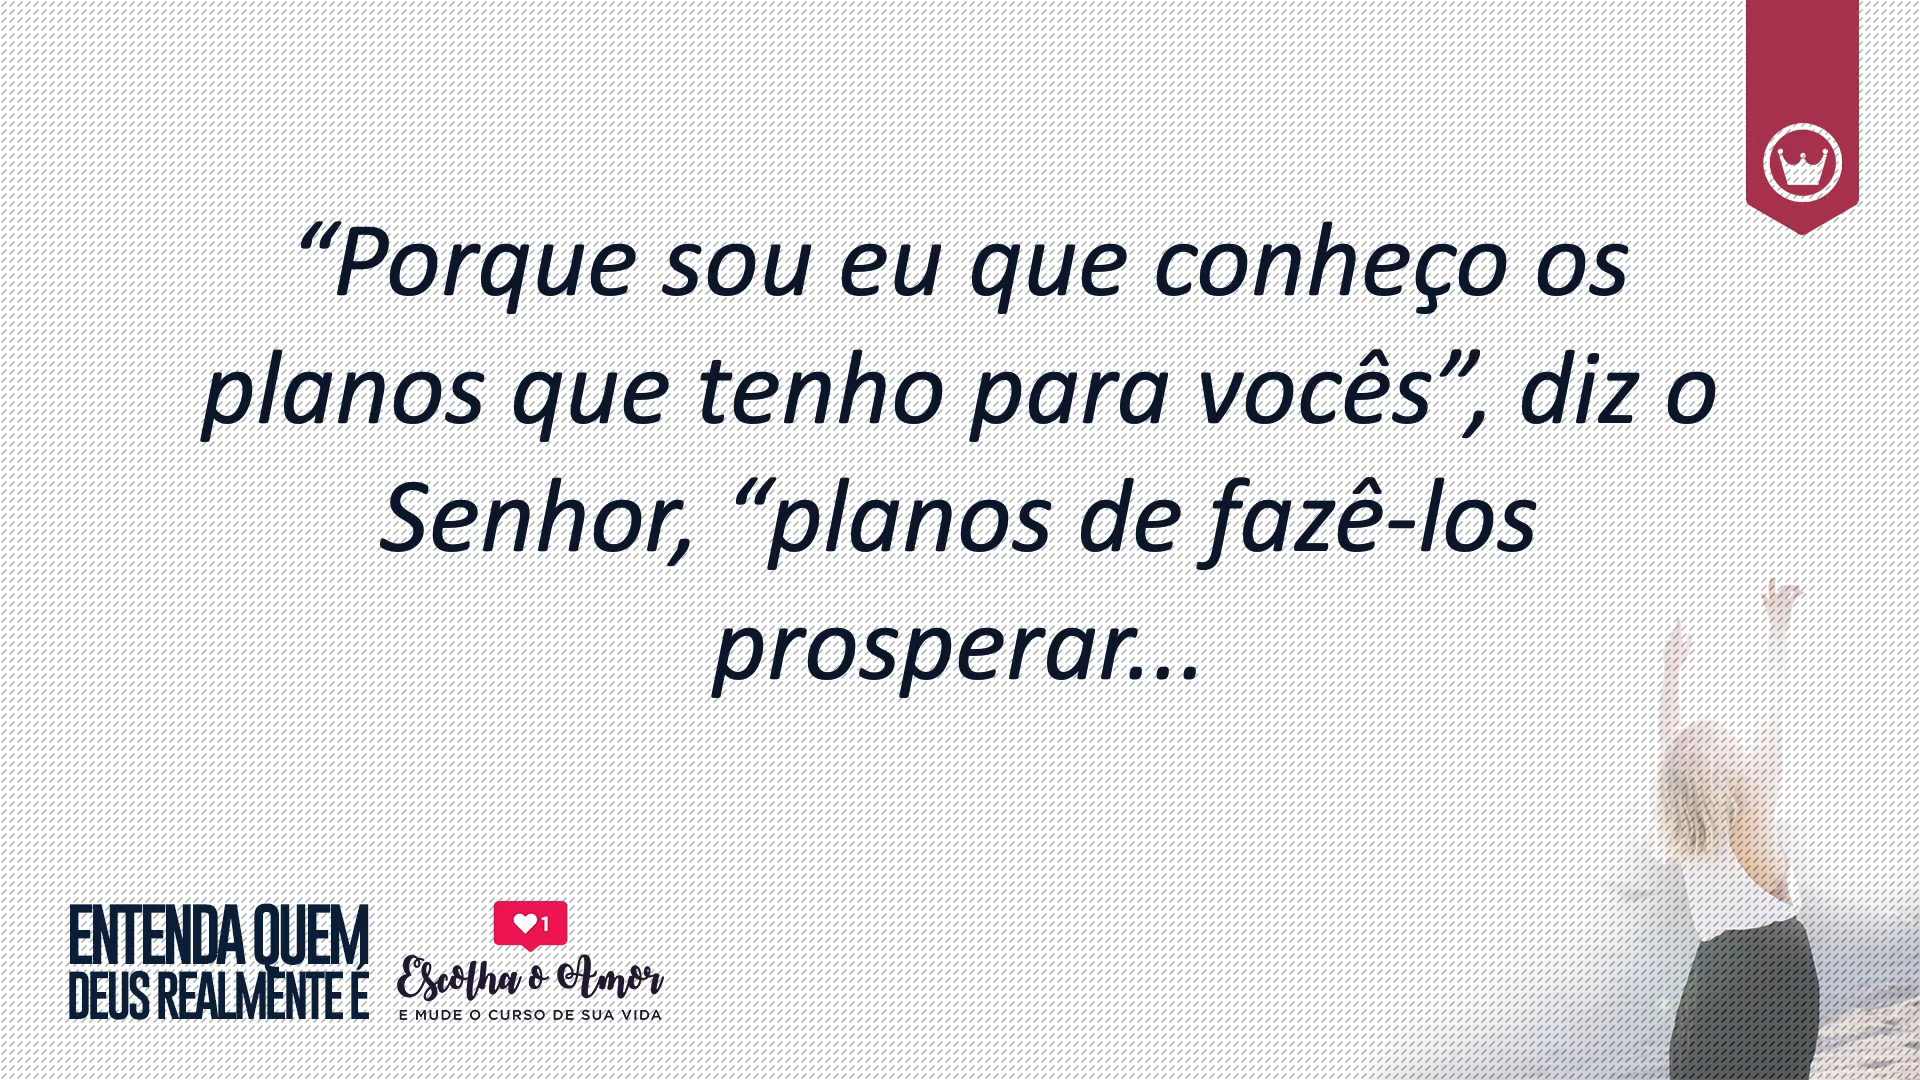 “Porque sou eu que conheço os
planos que tenho para vocês”, diz o
Senhor, “planos de fazê-los
prosperar...
ENTENDA QUEM
DEUS REALMENTE É
1
Escolha o Amor
E MUDE O CURSO DE SUA VIDA